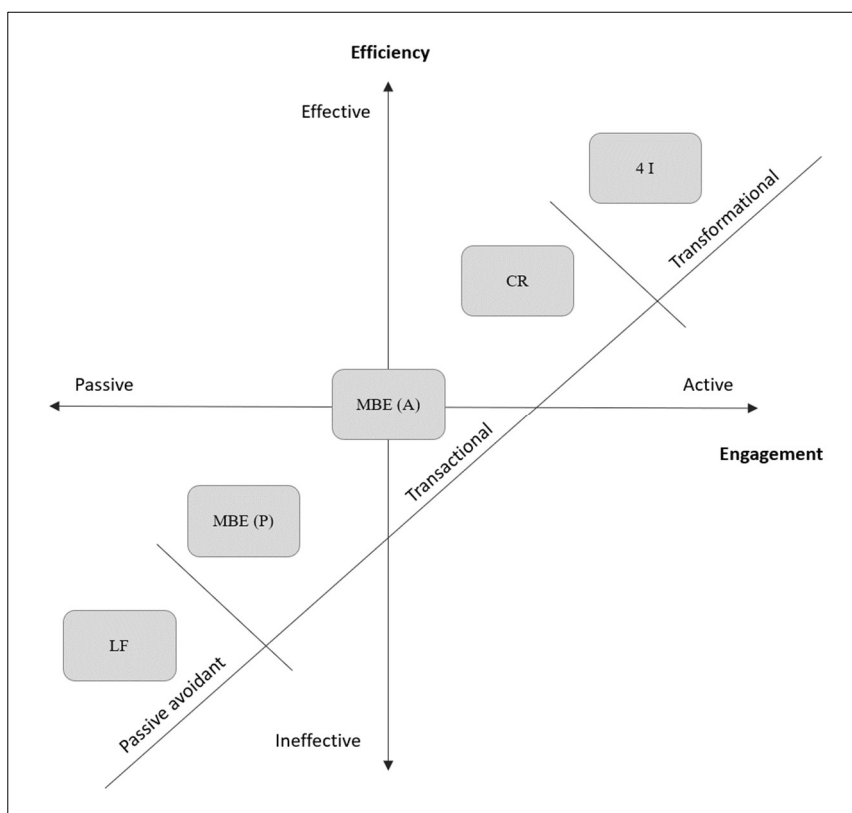 Efficiency
Effective
4 I
Transformational
CR
Passive
Active
MBE (A)
Engagement
Transactional
MBE (P)
LF
Passive avoidant
Ineffective